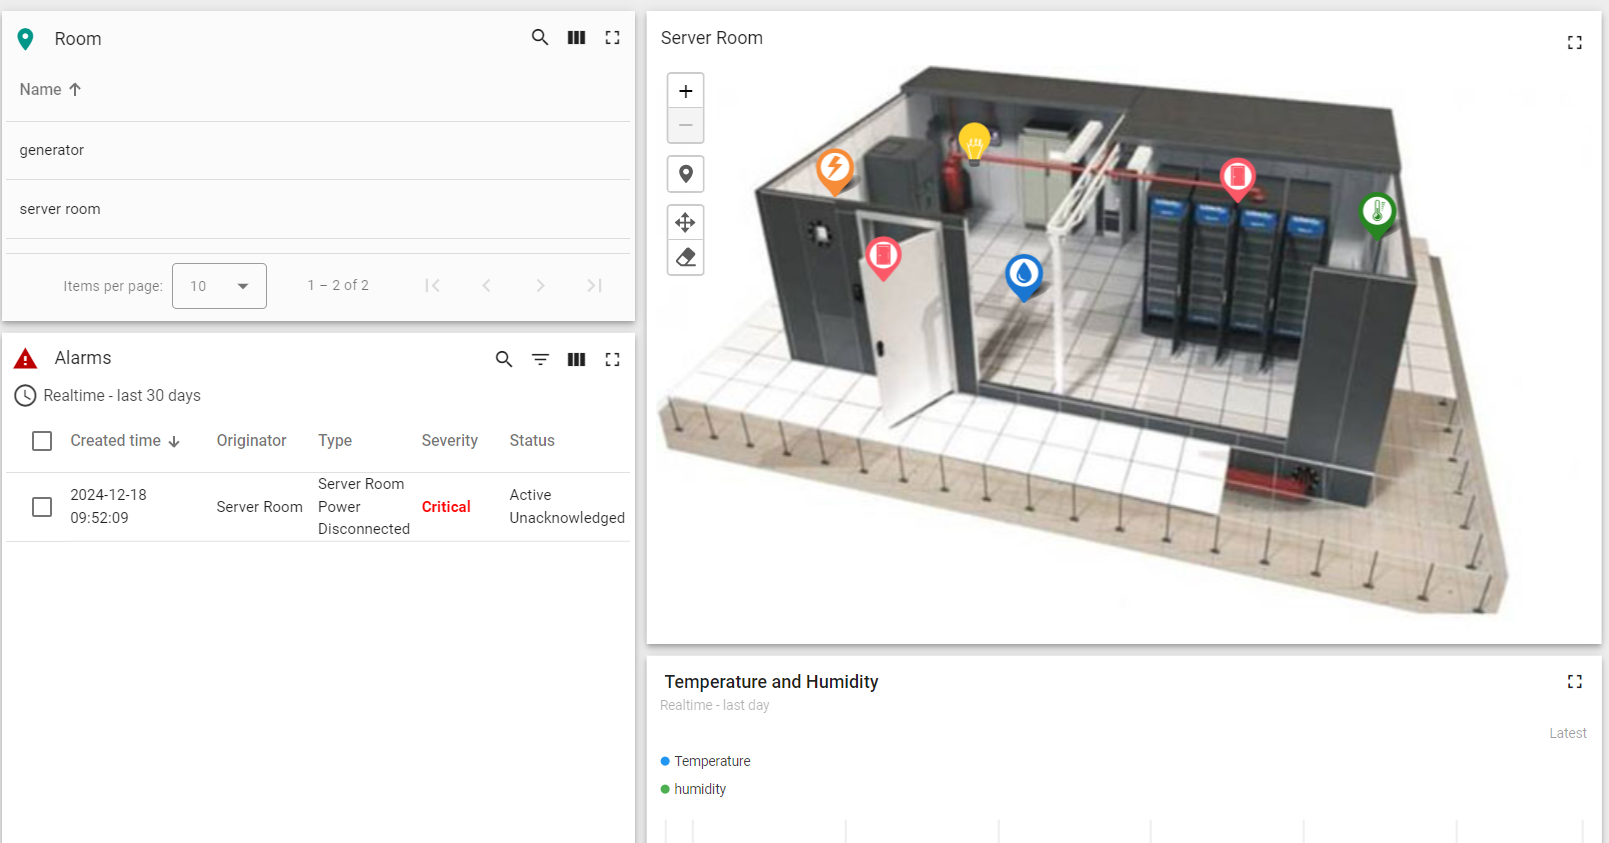 Room
Name
generator
server room
Items per page:
10
1 – 2 of 2
Alarms
Realtime - last 30 days
Created time
Originator
Type
Severity
Status
2024-12-18
09:52:09
Server Room
Server Room
Power
Disconnected
Critical
Active
Unacknowledged
Server Room
+
−
Temperature and Humidity
Realtime - last day
Latest
Temperature
humidity